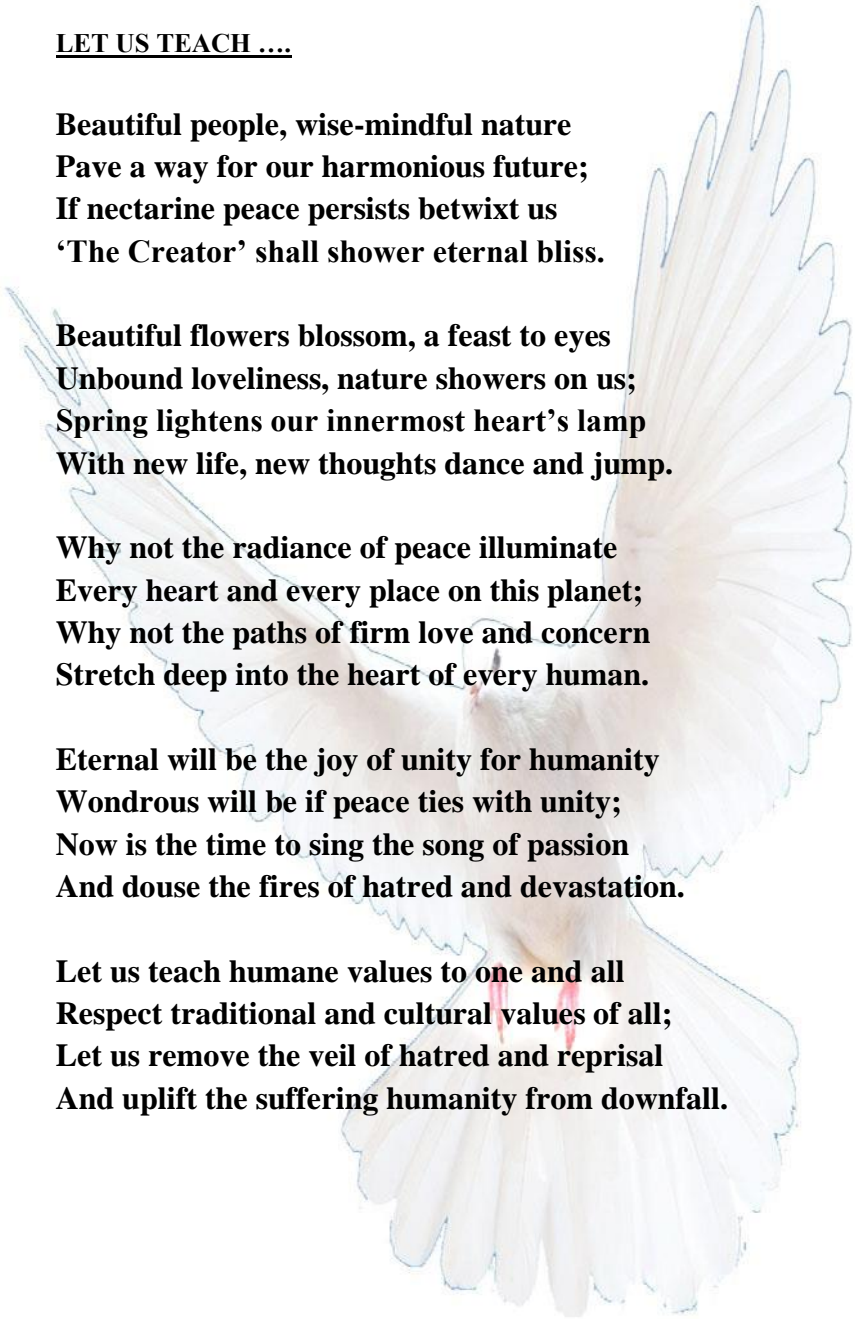 LET US TEACH ….
Beautiful people, wise-mindful nature
Pave a way for our harmonious future;
If nectarine peace persists betwixt us
‘The Creator’ shall shower eternal bliss.
Beautiful flowers blossom, a feast to eyes
Unbound loveliness, nature showers on us;
Spring lightens our innermost heart’s lamp
With new life, new thoughts dance and jump.
Why not the radiance of peace illuminate
Every heart and every place on this planet;
Why not the paths of firm love and concern
Stretch deep into the heart of every human.
Eternal will be the joy of unity for humanity
Wondrous will be if peace ties with unity;
Now is the time to sing the song of passion
And douse the fires of hatred and devastation.
Let us teach humane values to one and all
Respect traditional and cultural values of all;
Let us remove the veil of hatred and reprisal
And uplift the suffering humanity from downfall.